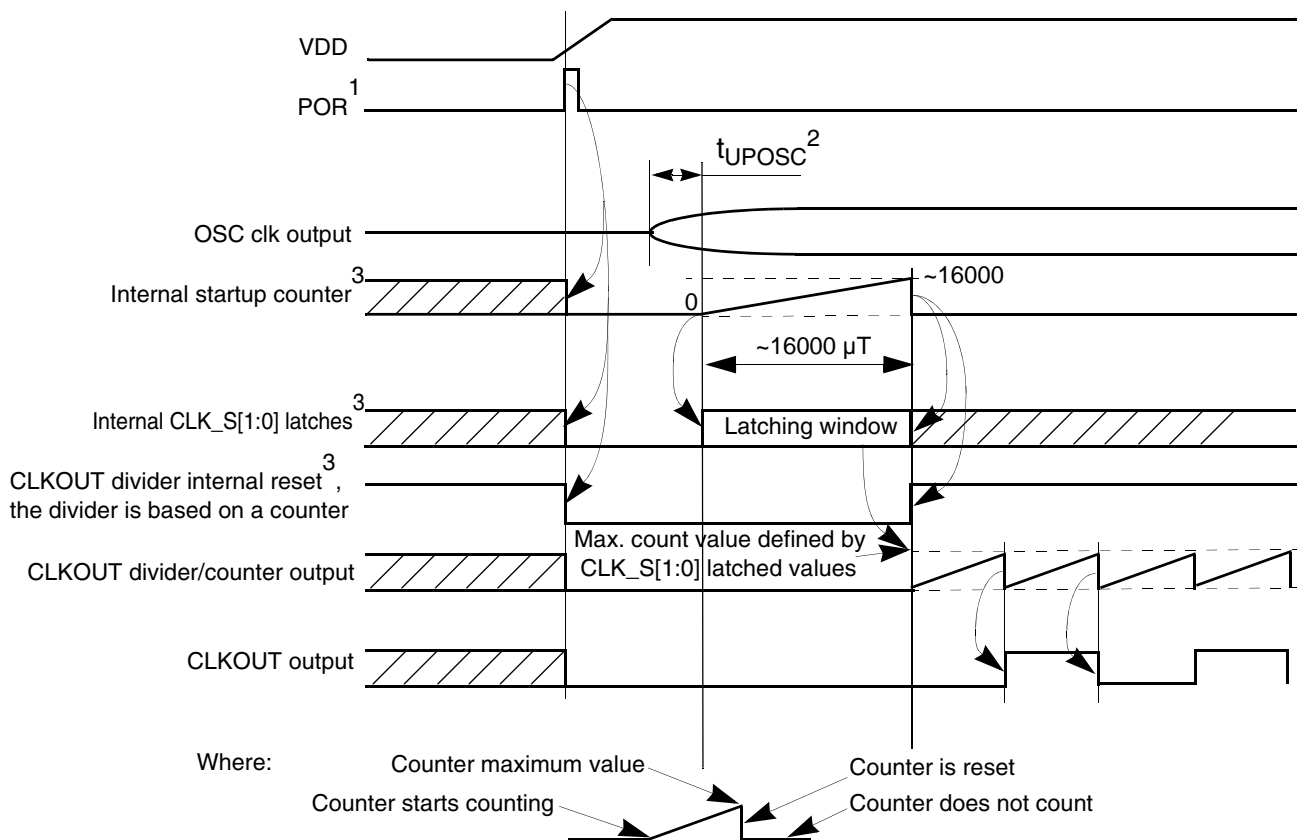 VDD
POR1
tUPOSC2
OSC clk output
Internal startup counter3
0
~16000
~16000 µT
Internal CLK_S[1:0] latches3
Latching window
CLKOUT divider internal reset3,
the divider is based on a counter
Max. count value defined by
CLK_S[1:0] latched values
CLKOUT divider/counter output
CLKOUT output
Where:
Counter maximum value
Counter is reset
Counter starts counting
Counter does not count